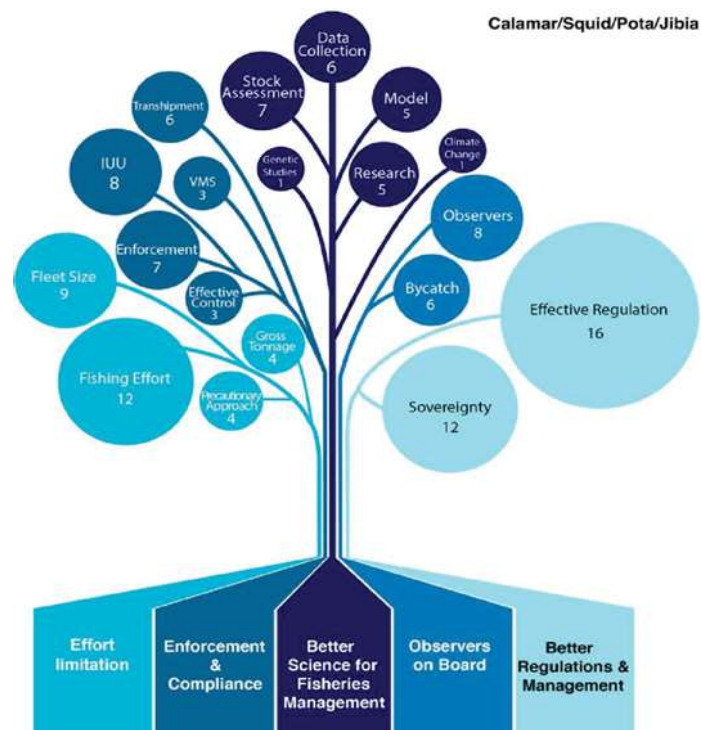 Calamar/Squid/Pota/Jibia
Data
Collection
6
Stock
Assessment
7
Model
5
Transhipment
6
Climate
Change
1
Genetic
Studies
1
Research
5
IUU
8
VMS
3
Observers
8
Enforcement
7
Fleet Size
9
Effective
Control
3
Bycatch
6
Effective Regulation
16
Gross
Tonnage
4
Fishing Effort
12
Precautionary
Approach
4
Sovereignty
12
Effort
limitation
Enforcement
&
Compliance
Better
Science for
Fisheries
Management
Observers
on Board
Better
Regulations &
Management